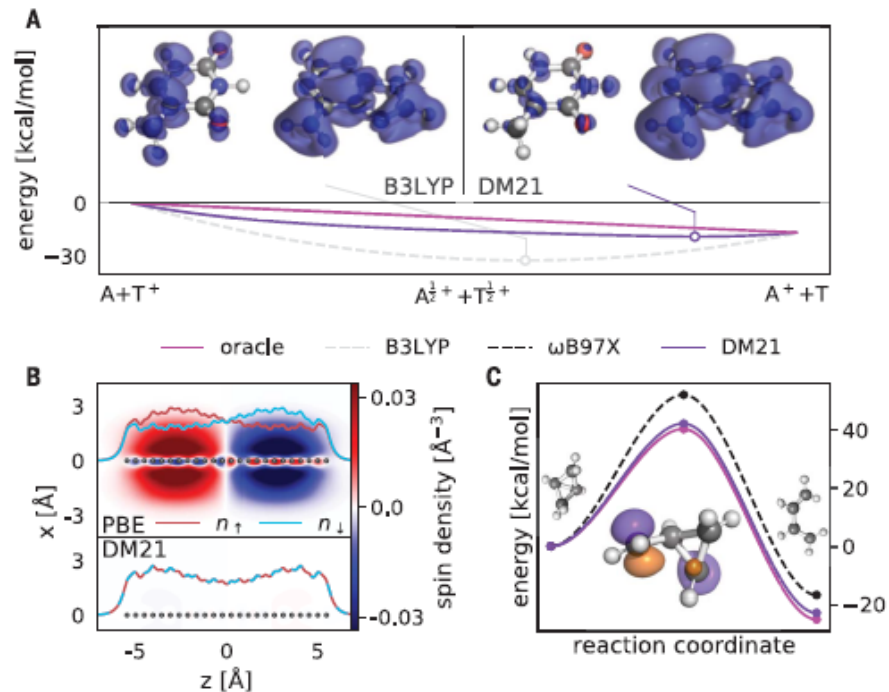 A
energy [kcal/mol]
0
−30
B3LYP DM21
A+T⁺
A^½⁺+T^½⁺
A⁺+T
oracle B3LYP ωB97X DM21
B
x [Å]
3
0
-3
PBE n↑ n↓
DM21
3
0
-5 0 5
z [Å]
0.03
0.0
-0.03
spin density [Å⁻³]
C
energy [kcal/mol]
40
20
0
−20
reaction coordinate